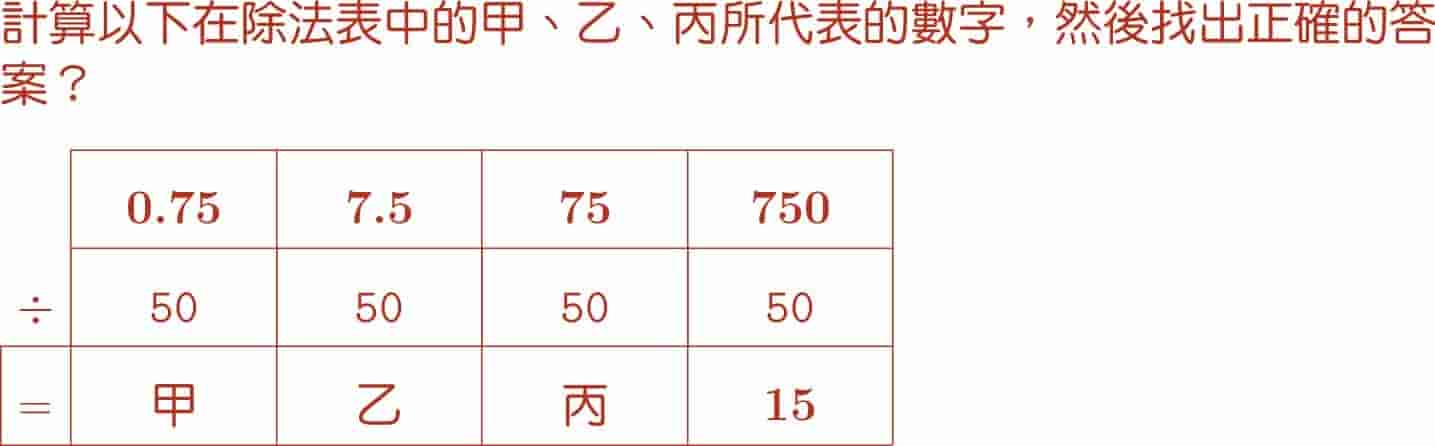 計算以下在除法表中的甲、乙、丙所代表的數字，然後找出正確的答
案？
0.75 7.5 75 750
÷ 50 50 50 50
= 甲 乙 丙 15